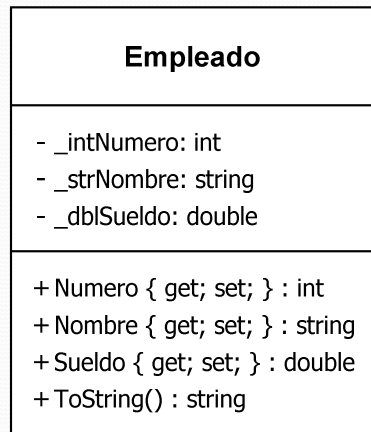 Empleado
- _intNumero: int
- _strNombre: string
- _dblSueldo: double
+ Numero { get; set; } : int
+ Nombre { get; set; } : string
+ Sueldo { get; set; } : double
+ ToString() : string